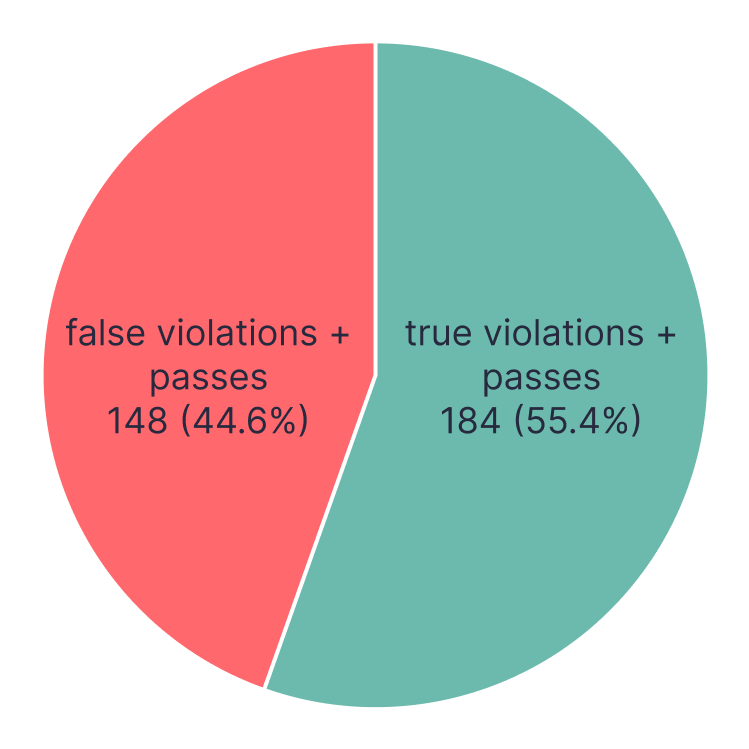 false violations +
passes
148 (44.6%)
true violations +
passes
184 (55.4%)